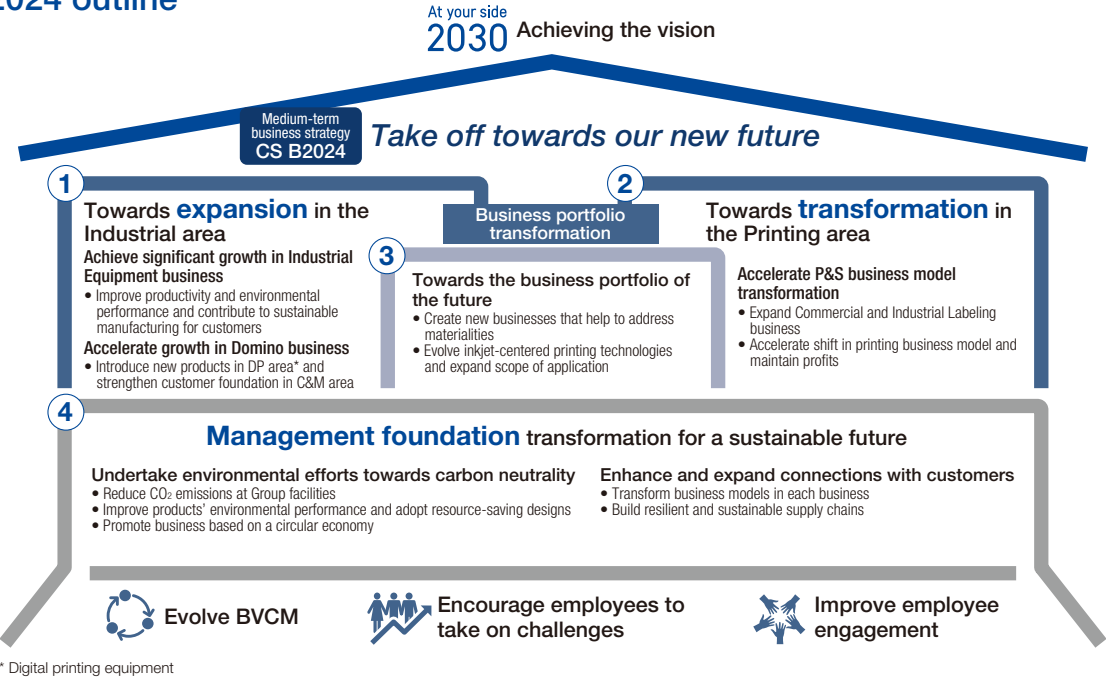 2024 outline
At your side
2030 Achieving the vision
Medium-term
business strategy
CS B2024
Take off towards our new future
1
Towards expansion in the
Industrial area
Achieve significant growth in Industrial
Equipment business
• Improve productivity and environmental
performance and contribute to sustainable
manufacturing for customers
Accelerate growth in Domino business
• Introduce new products in DP area* and
strengthen customer foundation in C&M area
Business portfolio
transformation
2
Towards transformation in
the Printing area
Accelerate P&S business model
transformation
• Expand Commercial and Industrial Labeling
business
• Accelerate shift in printing business model and
maintain profits
3
Towards the business portfolio of
the future
• Create new businesses that help to address
materialities
• Evolve inkjet-centered printing technologies
and expand scope of application
4
Management foundation transformation for a sustainable future
Undertake environmental efforts towards carbon neutrality
• Reduce CO₂ emissions at Group facilities
• Improve products' environmental performance and adopt resource-saving designs
• Promote business based on a circular economy
Enhance and expand connections with customers
• Transform business models in each business
• Build resilient and sustainable supply chains
Evolve BVCM
Encourage employees to
take on challenges
Improve employee
engagement
* Digital printing equipment